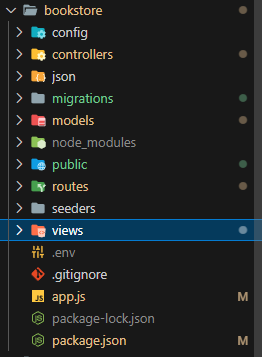 bookstore
config
controllers
json
migrations
models
node_modules
public
routes
seeders
views
.env
.gitignore
JS app.js M
package-lock.json
package.json M